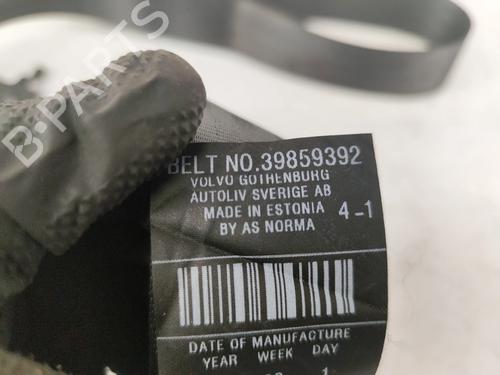 B-PARTS
BELT NO.39859392
VOLVO GOTHENBURG
AUTOLIV SVERIGE AB
MADE IN ESTONIA 4-1
BY AS NORMA
DATE OF MANUFACTURE
YEAR WEEK DAY